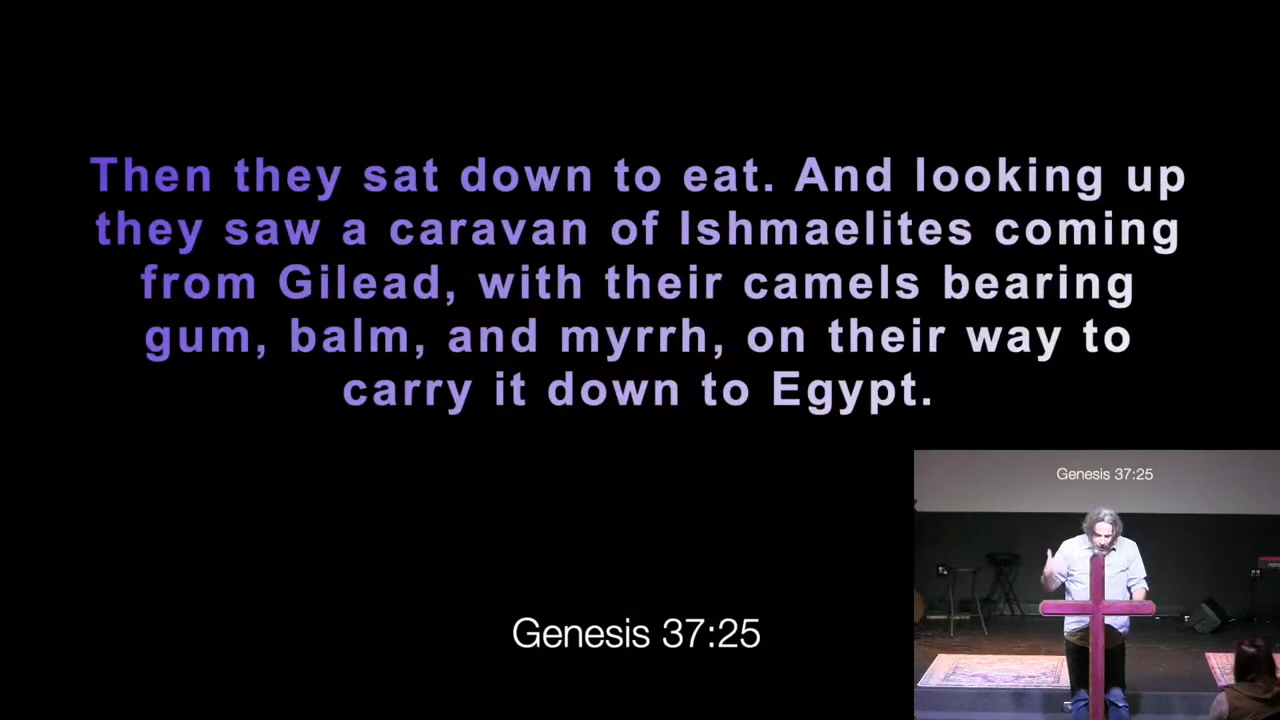 Then they sat down to eat. And looking up
they saw a caravan of Ishmaelites coming
from Gilead, with their camels bearing
gum, balm, and myrrh, on their way to
carry it down to Egypt.
Genesis 37:25
Genesis 37:25